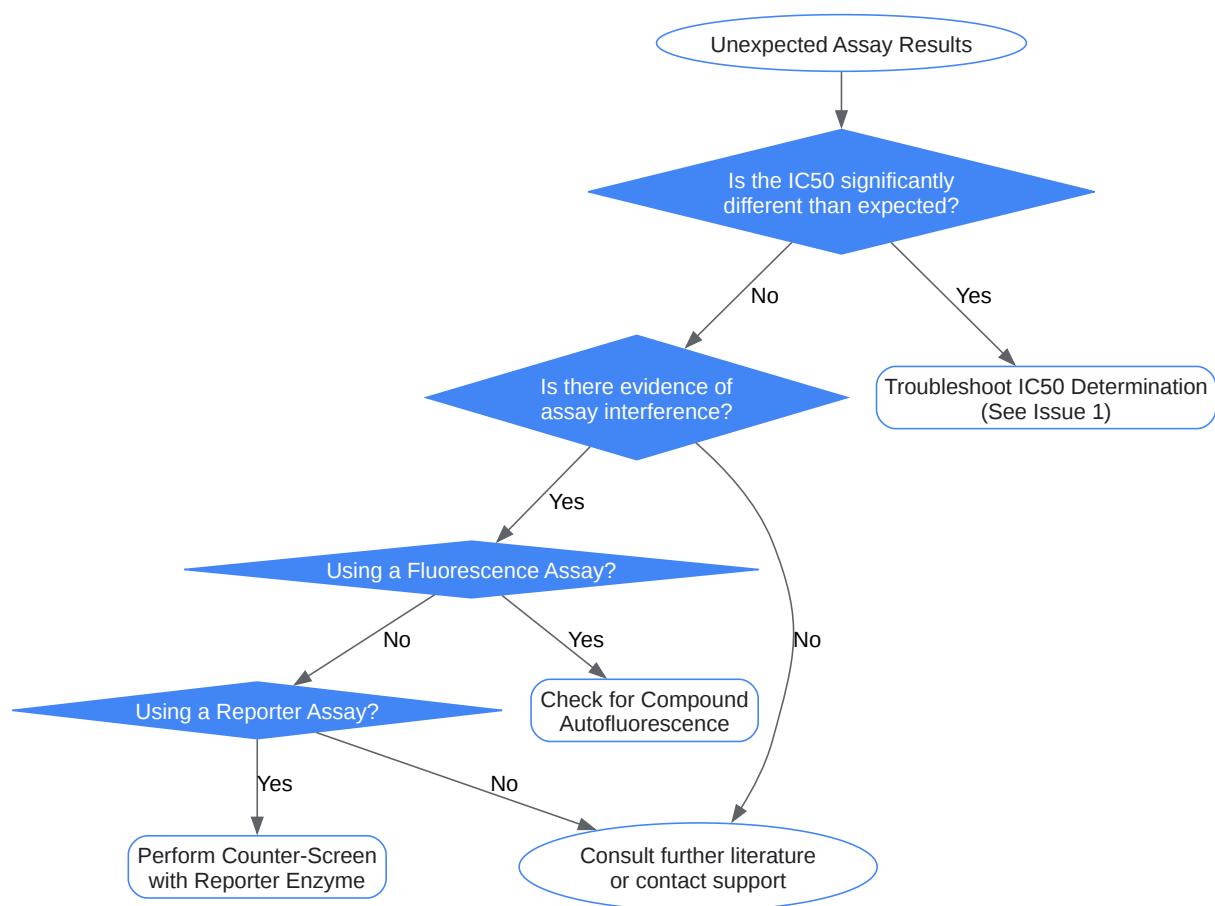 Unexpected Assay Results
Is the IC50 significantly
different than expected?
No
Yes
Is there evidence of
assay interference?
Troubleshoot IC50 Determination
(See Issue 1)
Yes
No
Using a Fluorescence Assay?
No
Yes
Using a Reporter Assay?
Check for Compound
Autofluorescence
Yes
No
Perform Counter-Screen
with Reporter Enzyme
Consult further literature
or contact support